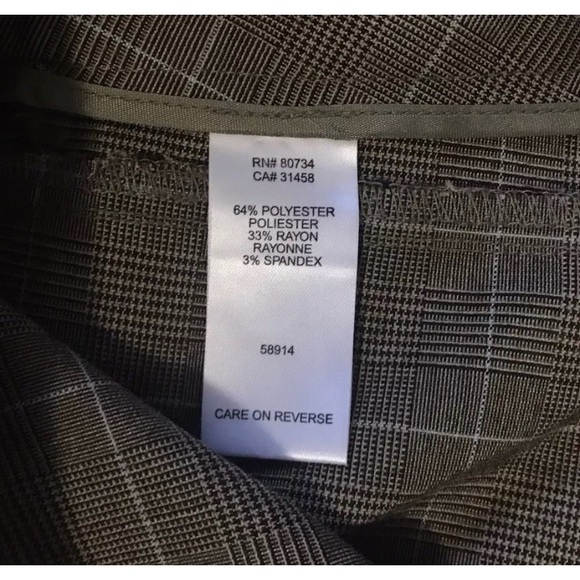 RN# 80734
CA# 31458
64% POLYESTER
POLIESTER
33% RAYON
RAYONNE
3% SPANDEX
58914
CARE ON REVERSE